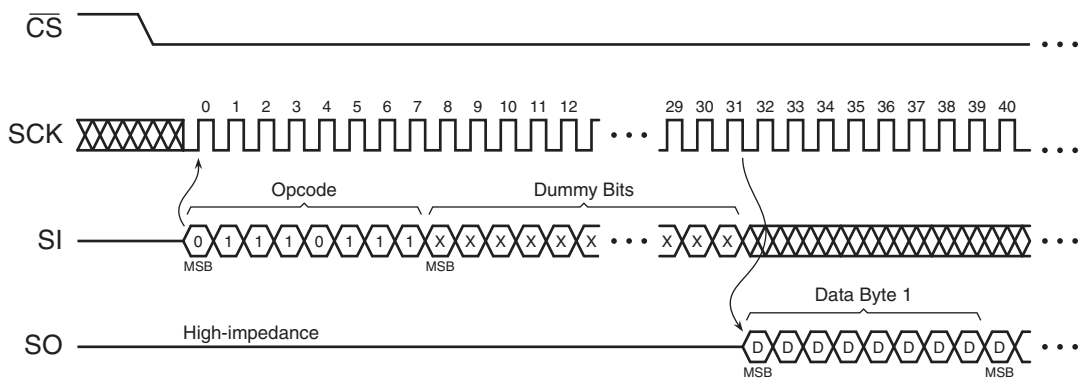 CS
0 1 2 3 4 5 6 7 8 9 10 11 12 29 30 31 32 33 34 35 36 37 38 39 40
SCK
Opcode Dummy Bits
SI 0 1 1 1 0 1 1 1 X X X X X X X X X
MSB MSB
Data Byte 1
High-impedance
SO D D D D D D D D D
MSB MSB